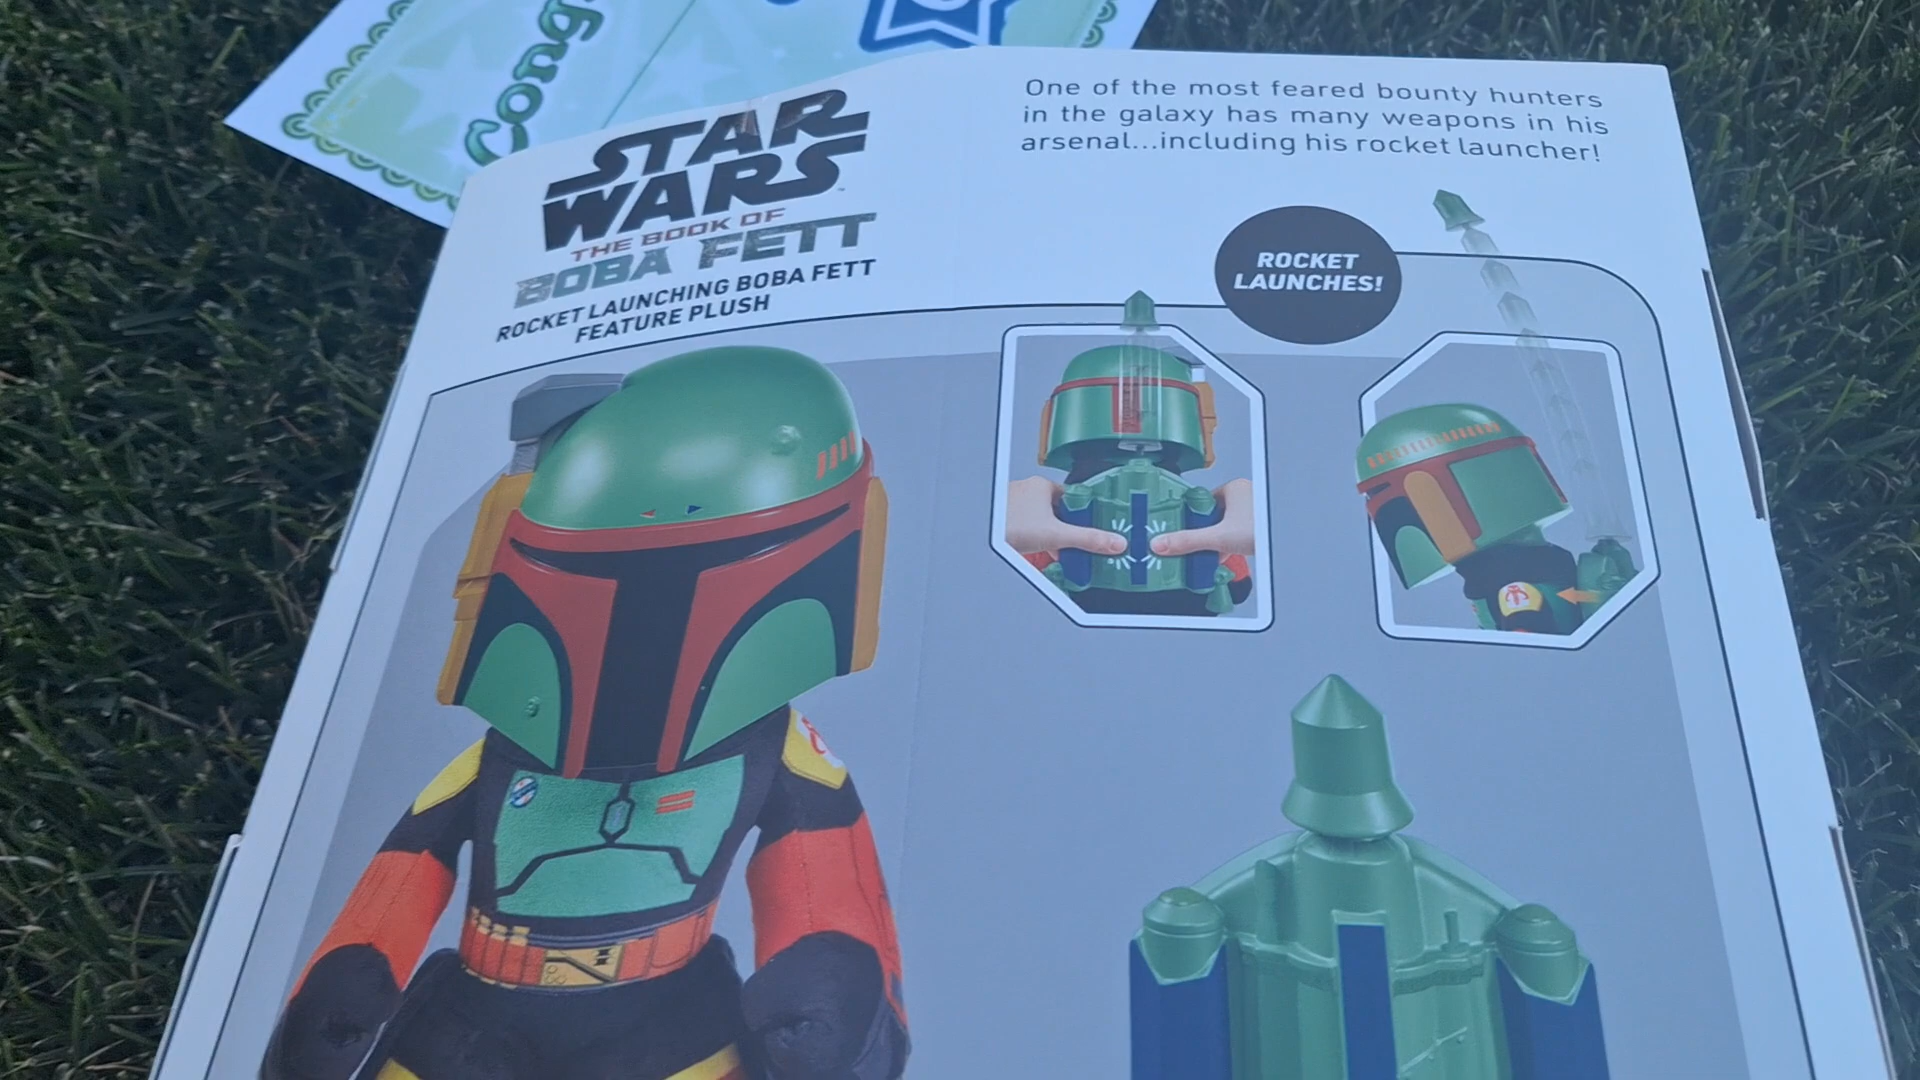 Cong
STAR
WARS
THE BOOK OF
BOBA FETT
ROCKET LAUNCHING BOBA FETT
FEATURE PLUSH
One of the most feared bounty hunters
in the galaxy has many weapons in his
arsenal...including his rocket launcher!
ROCKET
LAUNCHES!